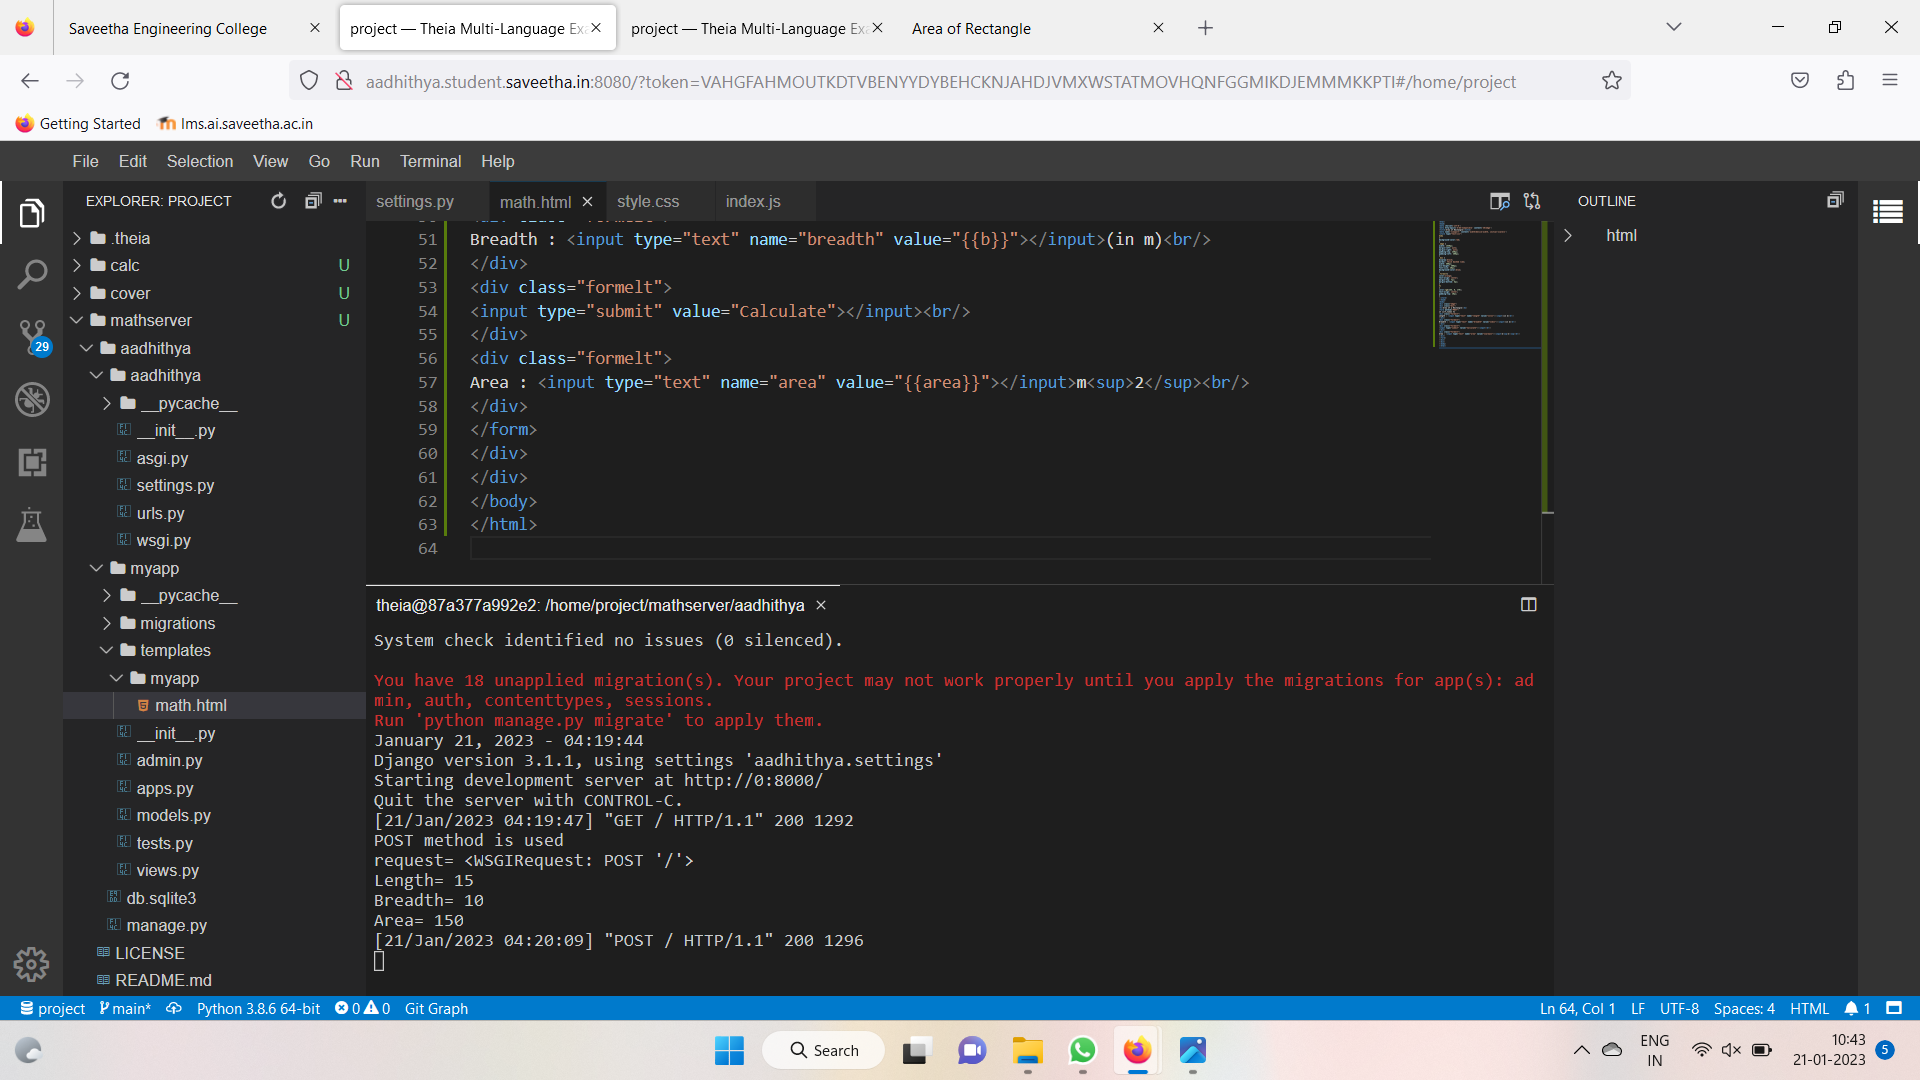 Saveetha Engineering College
project — Theia Multi-Language Exa
project — Theia Multi-Language Exa
Area of Rectangle
aadhithya.student.saveetha.in:8080/?token=VAHGFAHMOUTKDTVBENYYDYBEHCKNJAHDJVMXWSTATMOVHQNFGGMIKDJEMMMKKPTI#/home/project
Getting Started
lms.ai.saveetha.ac.in
File Edit Selection View Go Run Terminal Help
EXPLORER: PROJECT
.theia
calc U
cover U
mathserver U
aadhithya
aadhithya
__pycache__
__init__.py
asgi.py
settings.py
urls.py
wsgi.py
myapp
__pycache__
migrations
templates
myapp
math.html
__init__.py
admin.py
apps.py
models.py
tests.py
views.py
db.sqlite3
manage.py
LICENSE
README.md
29
settings.py math.html style.css index.js
51 Breadth : <input type="text" name="breadth" value="{{b}}"></input>(in m)<br/>
52 </div>
53 <div class="formelt">
54 <input type="submit" value="Calculate"></input><br/>
55 </div>
56 <div class="formelt">
57 Area : <input type="text" name="area" value="{{area}}"></input>m<sup>2</sup><br/>
58 </div>
59 </form>
60 </div>
61 </div>
62 </body>
63 </html>
64
OUTLINE
html
theia@87a377a992e2: /home/project/mathserver/aadhithya
System check identified no issues (0 silenced).
You have 18 unapplied migration(s). Your project may not work properly until you apply the migrations for app(s): ad
min, auth, contenttypes, sessions.
Run 'python manage.py migrate' to apply them.
January 21, 2023 - 04:19:44
Django version 3.1.1, using settings 'aadhithya.settings'
Starting development server at http://0:8000/
Quit the server with CONTROL-C.
[21/Jan/2023 04:19:47] "GET / HTTP/1.1" 200 1292
POST method is used
request= <WSGIRequest: POST '/'>
Length= 15
Breadth= 10
Area= 150
[21/Jan/2023 04:20:09] "POST / HTTP/1.1" 200 1296
project main* Python 3.8.6 64-bit 0 0 Git Graph
Ln 64, Col 1 LF UTF-8 Spaces: 4 HTML 1
Search
ENG
IN
10:43
21-01-2023
5